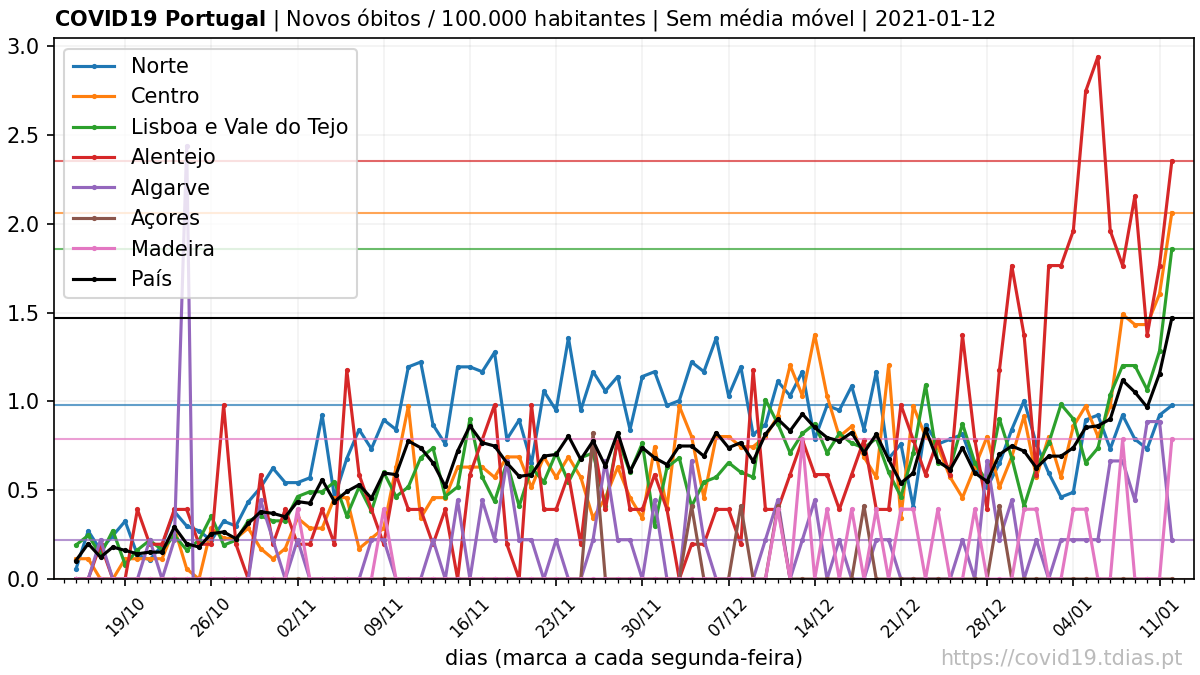 COVID19 Portugal | Novos óbitos / 100.000 habitantes | Sem média móvel | 2021-01-12
3.0
2.5
2.0
1.5
1.0
0.5
0.0
Norte
Centro
Lisboa e Vale do Tejo
Alentejo
Algarve
Açores
Madeira
País
19/10
26/10
02/11
09/11
16/11
23/11
30/11
07/12
14/12
21/12
28/12
04/01
11/01
dias (marca a cada segunda-feira)
https://covid19.tdias.pt